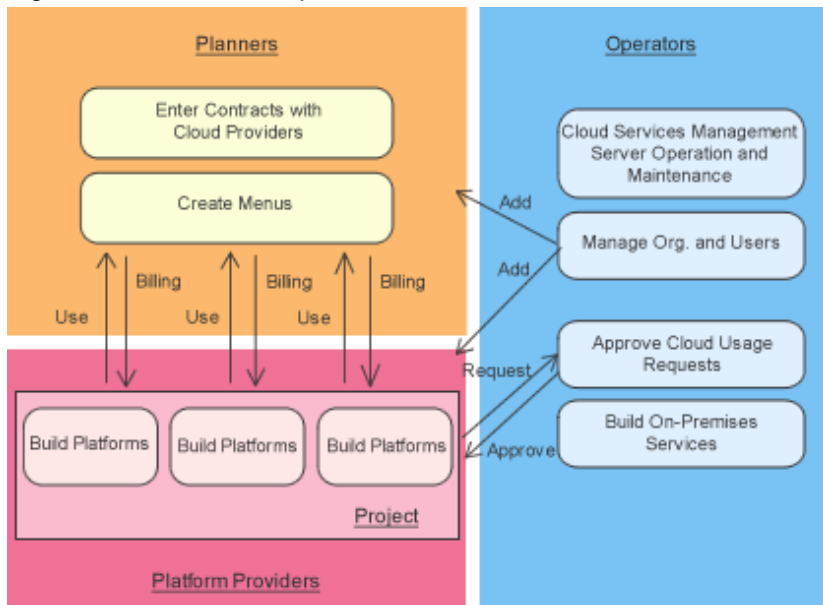 Planners
Enter Contracts with
Cloud Providers
Create Menus
Billing
Billing
Billing
Use
Use
Use
Operators
Cloud Services Management
Server Operation and
Maintenance
Add
Manage Org. and Users
Add
Approve Cloud Usage
Requests
Request
Build On-Premises
Services
Approve
Build Platforms
Build Platforms
Build Platforms
Project
Platform Providers